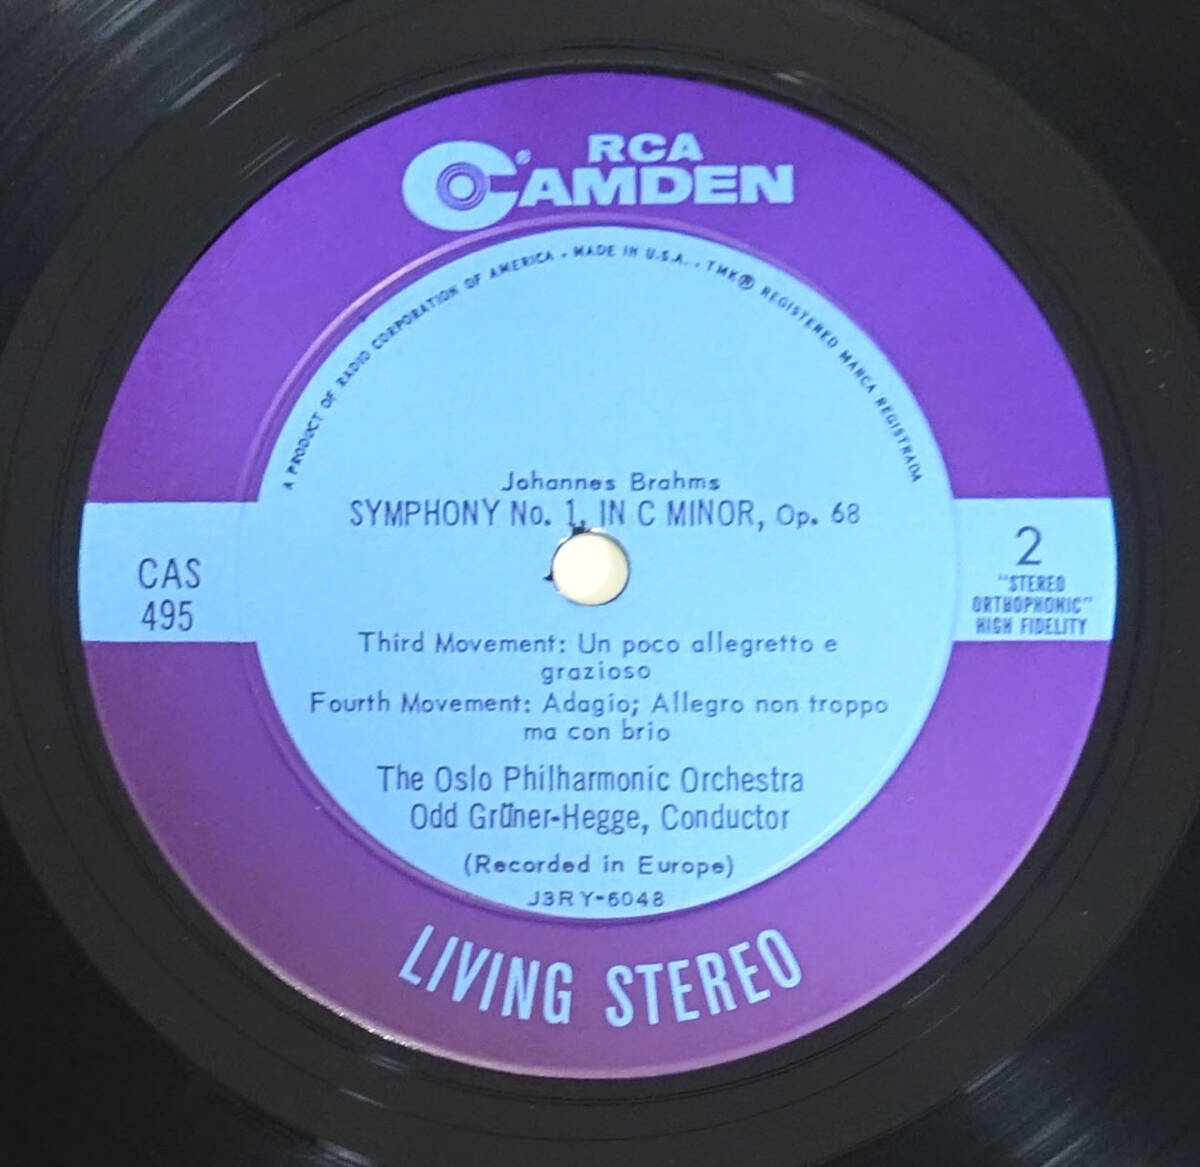 RCA
CAMDEN
A PRODUCT OF RADIO CORPORATION OF AMERICA • MADE IN U.S.A. • TMK® REGISTERED MARCA REGISTRADA
Johannes Brahms
SYMPHONY No. 1, IN C MINOR, Op. 68
CAS
495
2
"STEREO
ORTHOPHONIC"
HIGH FIDELITY
Third Movement: Un poco allegretto e
grazioso
Fourth Movement: Adagio; Allegro non troppo
ma con brio
The Oslo Philharmonic Orchestra
Odd Grüner-Hegge, Conductor
(Recorded in Europe)
J3RY-6048
LIVING STEREO